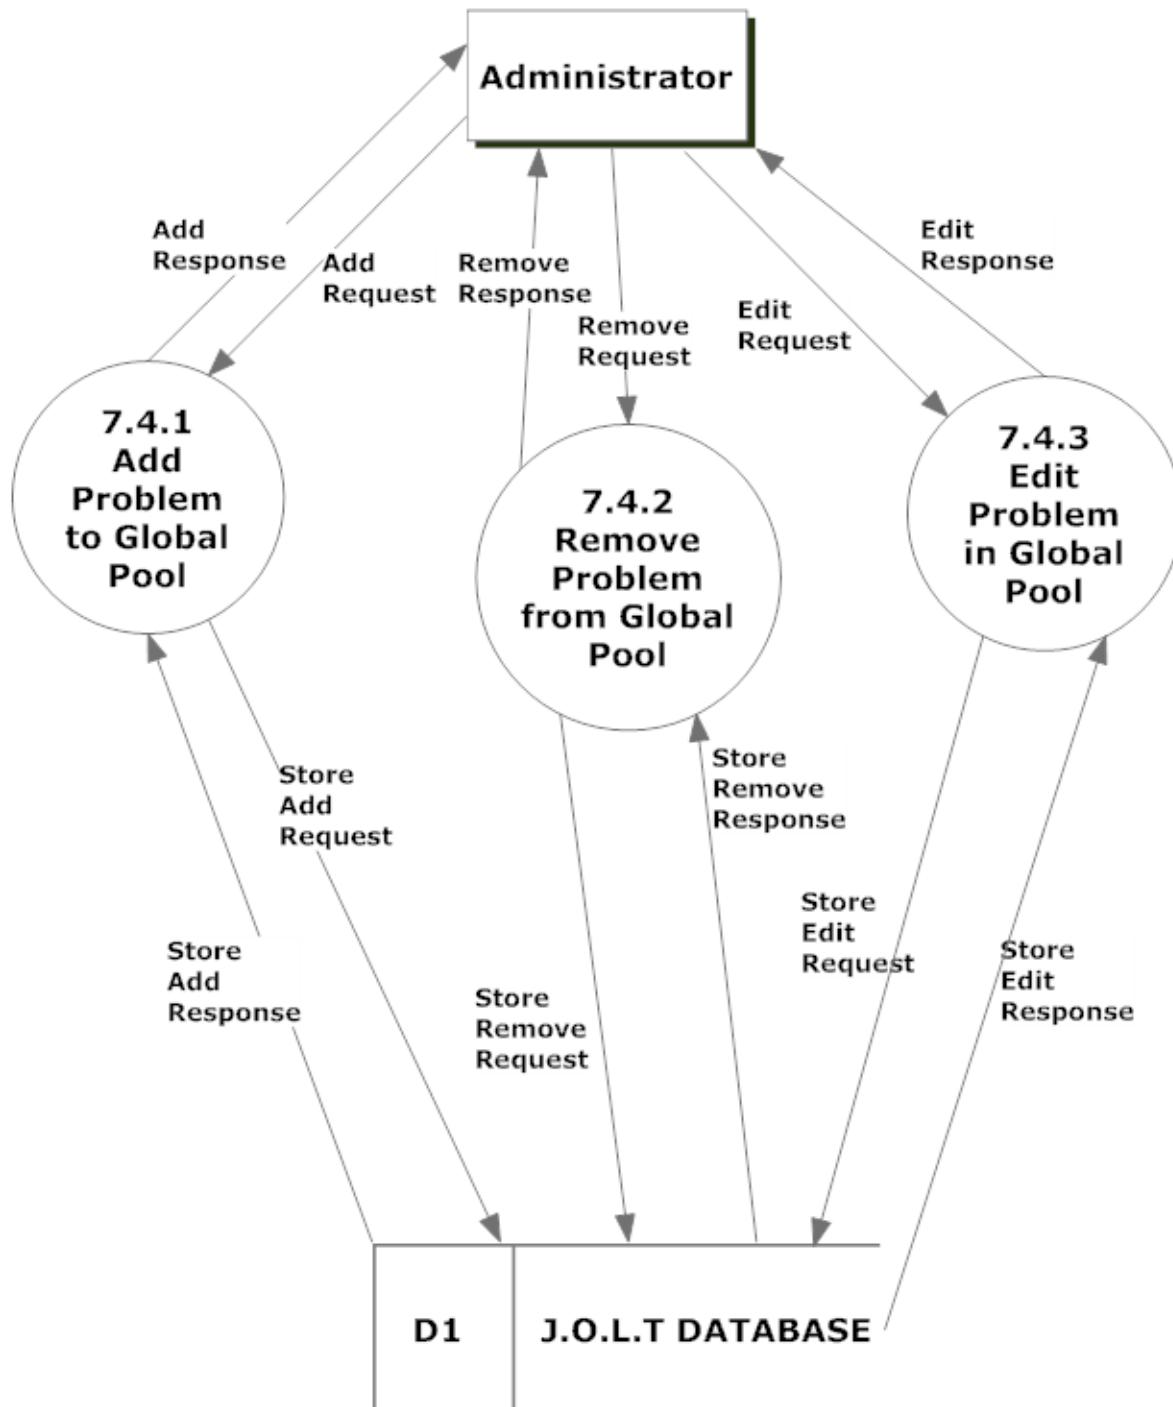 Administrator
Add
Response
Add
Request
Remove
Response
Remove
Request
Edit
Request
Edit
Response
7.4.1
Add
Problem
to Global
Pool
7.4.2
Remove
Problem
from Global
Pool
7.4.3
Edit
Problem
in Global
Pool
Store
Add
Request
Store
Add
Response
Store
Remove
Request
Store
Remove
Response
Store
Edit
Request
Store
Edit
Response
D1
J.O.L.T DATABASE